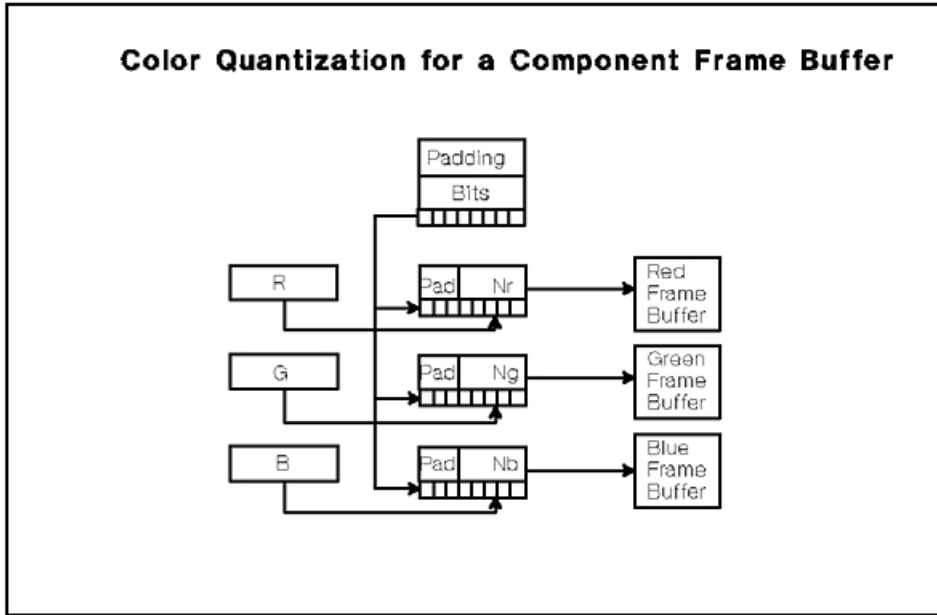 Color Quantization for a Component Frame Buffer
Padding
Bits
R
Pad Nr
Red
Frame
Buffer
G
Pad Ng
Green
Frame
Buffer
B
Pad Nb
Blue
Frame
Buffer